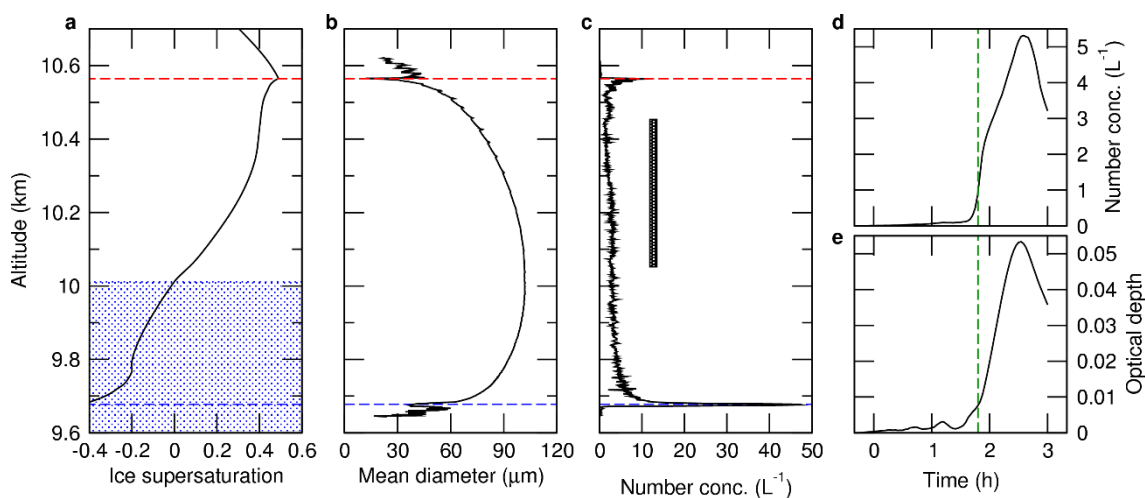 a
b
c
d
e
Altitude (km)
10.6
10.4
10.2
10
9.8
9.6
-0.4 -0.2 0 0.2 0.4 0.6
Ice supersaturation
0 30 60 90 120
Mean diameter (μm)
0 10 20 30 40 50
Number conc. (L⁻¹)
5
4
3
2
1
0
Number conc. (L⁻¹)
0.05
0.04
0.03
0.02
0.01
0
Optical depth
0 1 2 3
Time (h)